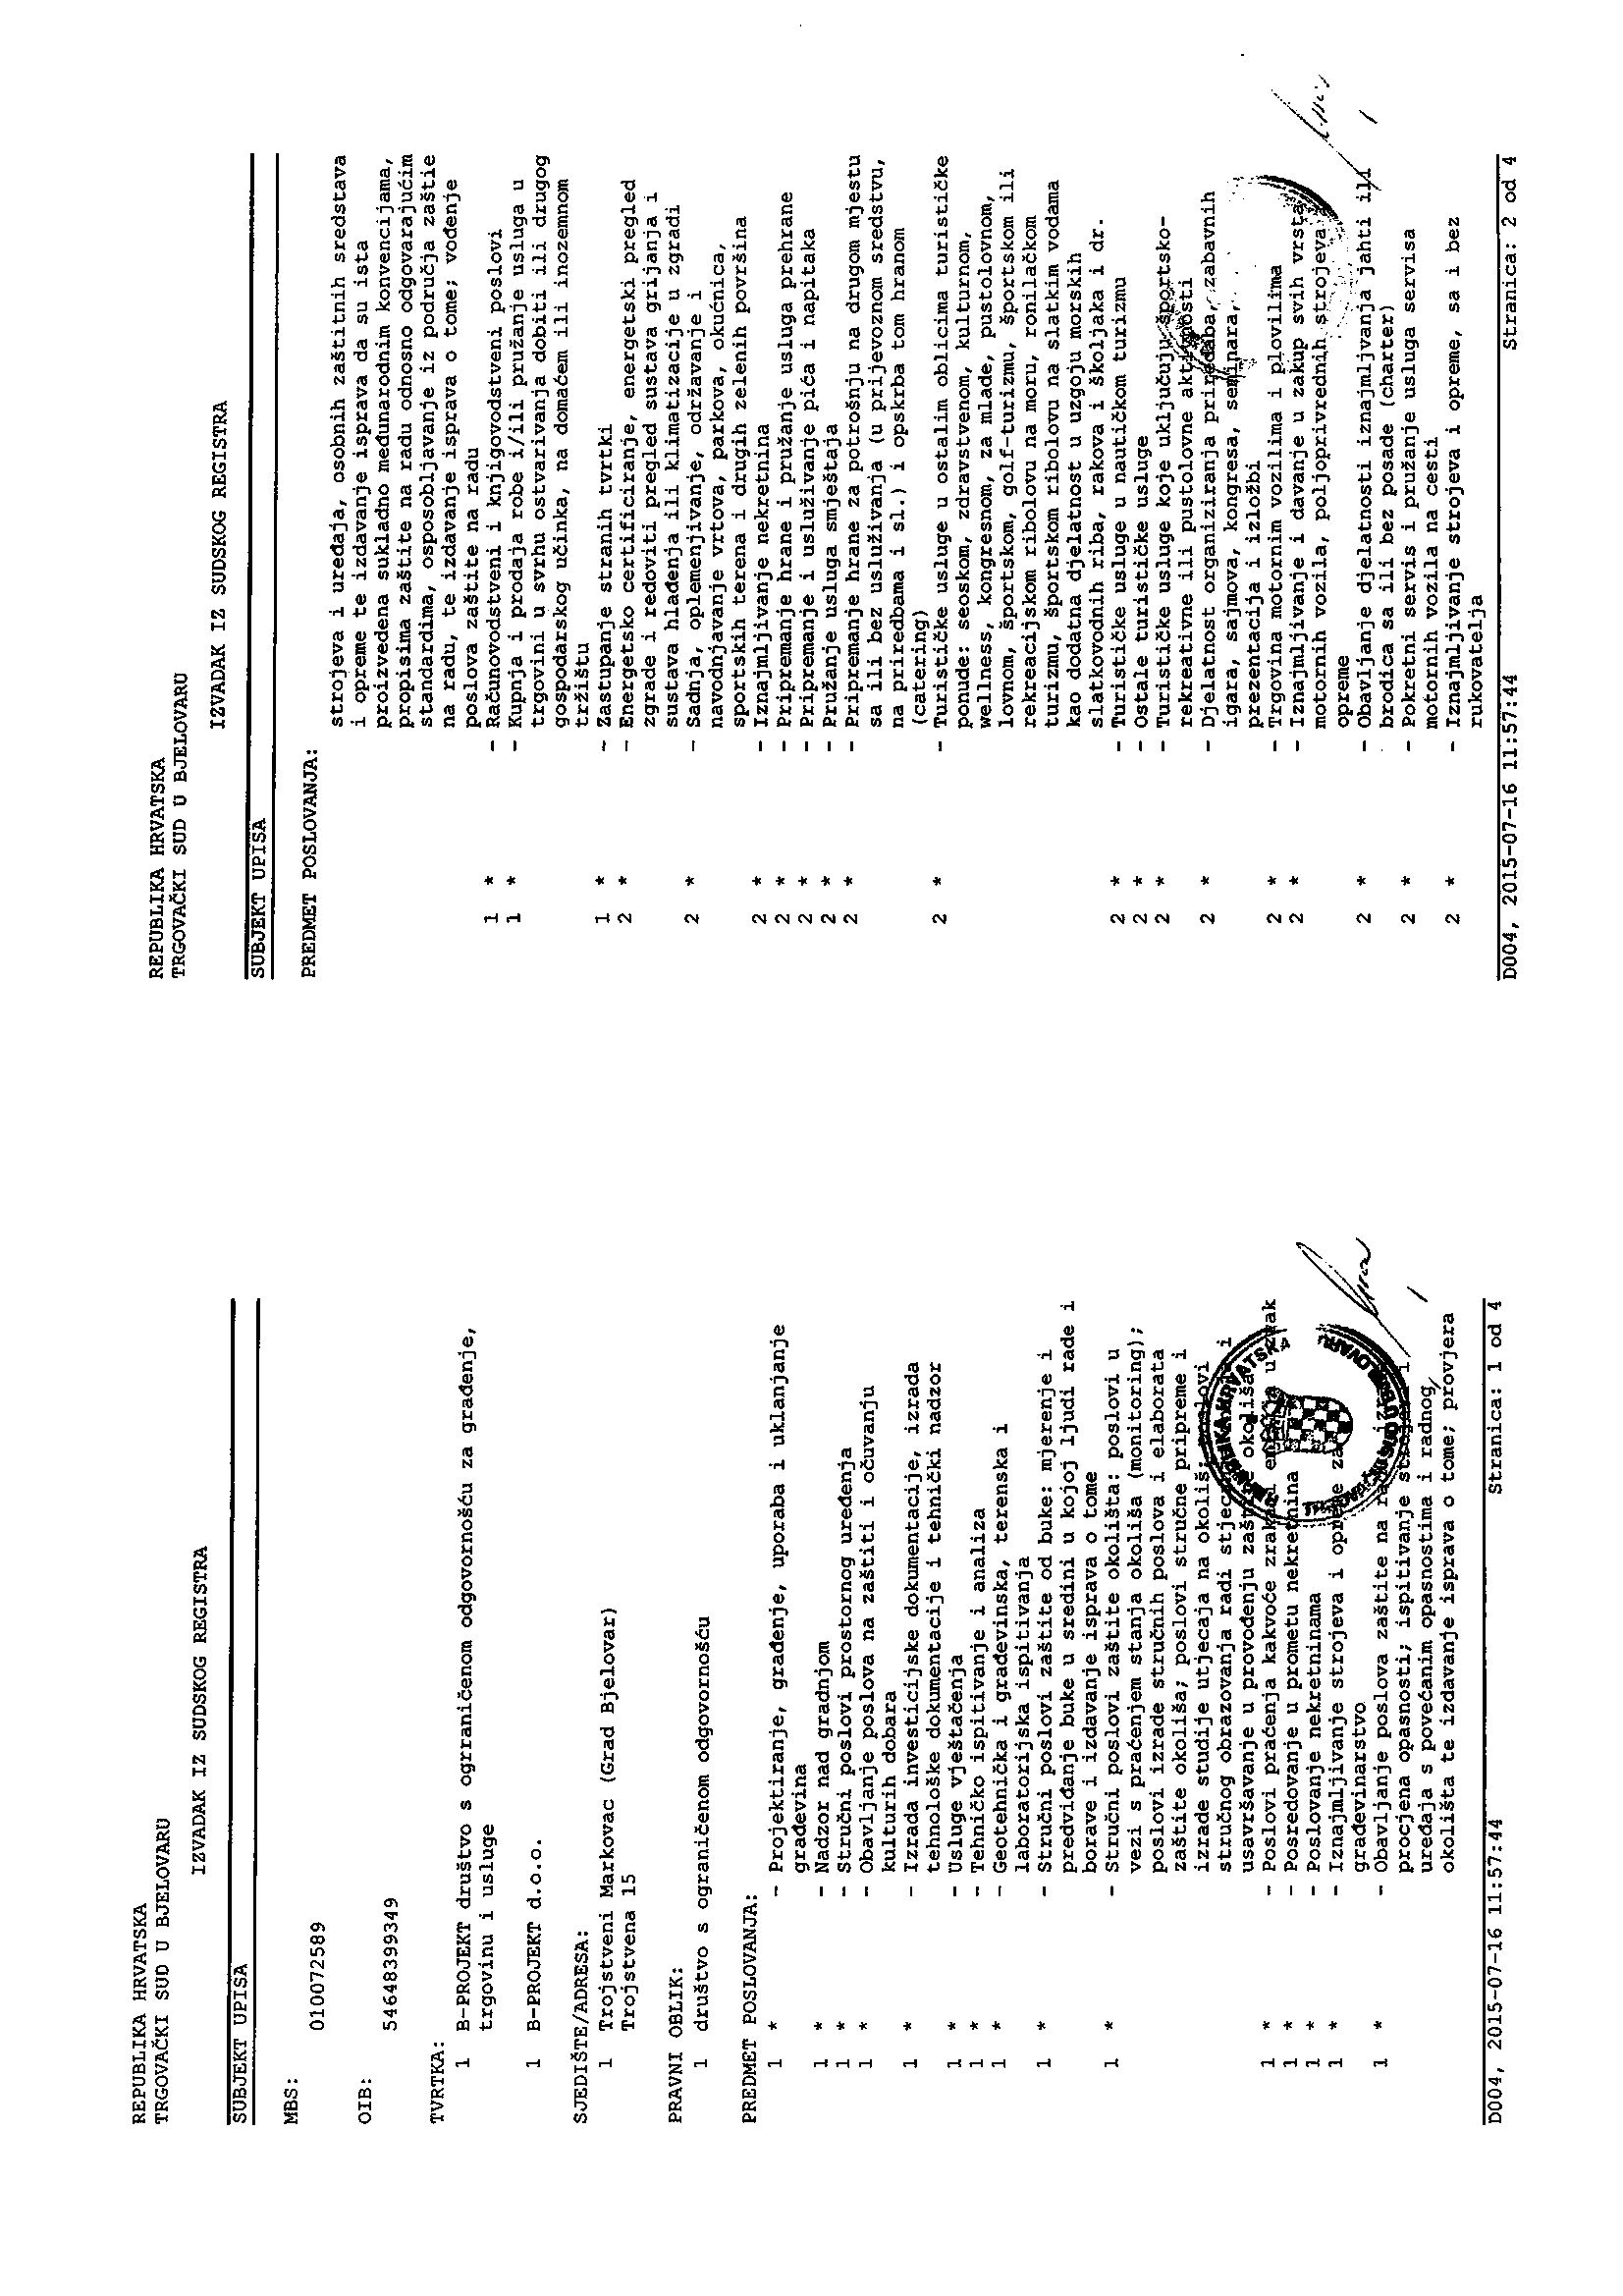 REPUBLIKA HRVATSKA
TRGOVAČKI SUD U BJELOVARU
IZVADAK IZ SUDSKOG REGISTRA
SUBJEKT UPISA
MBS:
010072589
OIB:
54648399349
TVRTKA:
1 B-PROJEKT društvo s ogrraničenom odgovornošću za građenje,
trgovinu i usluge
1 B-PROJEKT d.o.o.
SJEDIŠTE/ADRESA:
1 Trojstveni Markovac (Grad Bjelovar)
Trojstvena 15
PRAVNI OBLIK:
1 društvo s ograničenom odgovornošću
PREDMET POSLOVANJA:
1 * - Projektiranje, građenje, uporaba i uklanjanje
građevina
1 * - Nadzor nad gradnjom
1 * - Stručni poslovi prostornog uređenja
1 * - Obavljanje poslova na zaštiti i očuvanju
kulturih dobara
1 * - Izrada investicijske dokumentacije, izrada
tehnološke dokumentacije i tehnički nadzor
1 * - Usluge vještačenja
1 * - Tehničko ispitivanje i analiza
1 * - Geotehnička i građevinska, terenska i
laboratorijska ispitivanja
1 * - Stručni poslovi zaštite od buke: mjerenje i
predviđanje buke u sredini u kojoj ljudi rade i
borave i izdavanje isprava o tome
1 * - Stručni poslovi zaštite okolišta: poslovi u
vezi s praćenjem stanja okoliša (monitoring);
poslovi izrade stručnih poslova i elaborata
zaštite okoliša; poslovi stručne pripreme i
izrade studije utjecaja na okoliš; poslovi
stručnog obrazovanja radi stjecanja i
usavršavanje u provođenju zaštite okoliša
1 * - Poslovi praćenja kakvoće zraka i emisija u zrak
1 * - Posredovanje u prometu nekretnina
1 * - Poslovanje nekretninama
1 * - Iznajmljivanje strojeva i opreme za
građevinarstvo
1 * - Obavljanje poslova zaštite na radu:
procjena opasnosti; ispitivanje strojeva i
uređaja s povećanim opasnostima i radnog
okolišta te izdavanje isprava o tome; provjera
REPUBLIKA HRVATSKA
TRGOVAČKI SUD U BJELOVARU
D004, 2015-07-16 11:57:44 Stranica: 1 od 4
REPUBLIKA HRVATSKA
TRGOVAČKI SUD U BJELOVARU
IZVADAK IZ SUDSKOG REGISTRA
SUBJEKT UPISA
PREDMET POSLOVANJA:
strojeva i uređaja, osobnih zaštitnih sredstava
i opreme te izdavanje isprava da su ista
proizvedena sukladno međunarodnim konvencijama,
propisima zaštite na radu odnosno odgovarajućim
standardima, osposobljavanje iz područja zaštite
na radu, te izdavanje isprava o tome; vođenje
poslova zaštite na radu
1 * - Računovodstveni i knjigovodstveni poslovi
1 * - Kupnja i prodaja robe i/ili pružanje usluga u
trgovini u svrhu ostvarivanja dobiti ili drugog
gospodarskog učinka, na domaćem ili inozemnom
tržištu
1 * - Zastupanje stranih tvrtki
2 * - Energetsko certificiranje, energetski pregled
zgrade i redoviti pregled sustava grijanja i
sustava hlađenja ili klimatizacije u zgradi
2 * - Sadnja, oplemenjivanje, održavanje i
navodnjavanje vrtova, parkova, okućnica,
sportskih terena i drugih zelenih površina
2 * - Iznajmljivanje nekretnina
2 * - Pripremanje hrane i pružanje usluga prehrane
2 * - Pripremanje i usluživanje pića i napitaka
2 * - Pružanje usluga smještaja
2 * - Pripremanje hrane za potrošnju na drugom mjestu
sa ili bez usluživanja (u prijevoznom sredstvu,
na priredbama i sl.) i opskrba tom hranom
(catering)
2 * - Turističke usluge u ostalim oblicima turističke
ponude: seoskom, zdravstvenom, kulturnom,
wellness, kongresnom, za mlade, pustolovnom,
lovnom, športskom, golf-turizmu, športskom ili
rekreacijskom ribolovu na moru, ronilačkom
turizmu, športskom ribolovu na slatkim vodama
kao dodatna djelatnost u uzgoju morskih
slatkovodnih riba, rakova i školjaka i dr.
2 * - Turističke usluge u nautičkom turizmu
2 * - Ostale turističke usluge
2 * - Turističke usluge koje uključuju športsko-
rekreativne ili pustolovne aktivnosti
2 * - Djelatnost organiziranja priredaba, zabavnih
igara, sajmova, kongresa, seminara,
prezentacija i izložbi
2 * - Trgovina motornim vozilima i plovilima
2 * - Iznajmljivanje i davanje u zakup svih vrsta
motornih vozila, poljoprivrednih strojeva
opreme
2 * - Obavljanje djelatnosti iznajmljivanja jahti ili
brodica sa ili bez posade (charter)
2 * - Pokretni servis i pružanje usluga servisa
motornih vozila na cesti
2 * - Iznajmljivanje strojeva i opreme, sa i bez
rukovatelja
D004, 2015-07-16 11:57:44 Stranica: 2 od 4